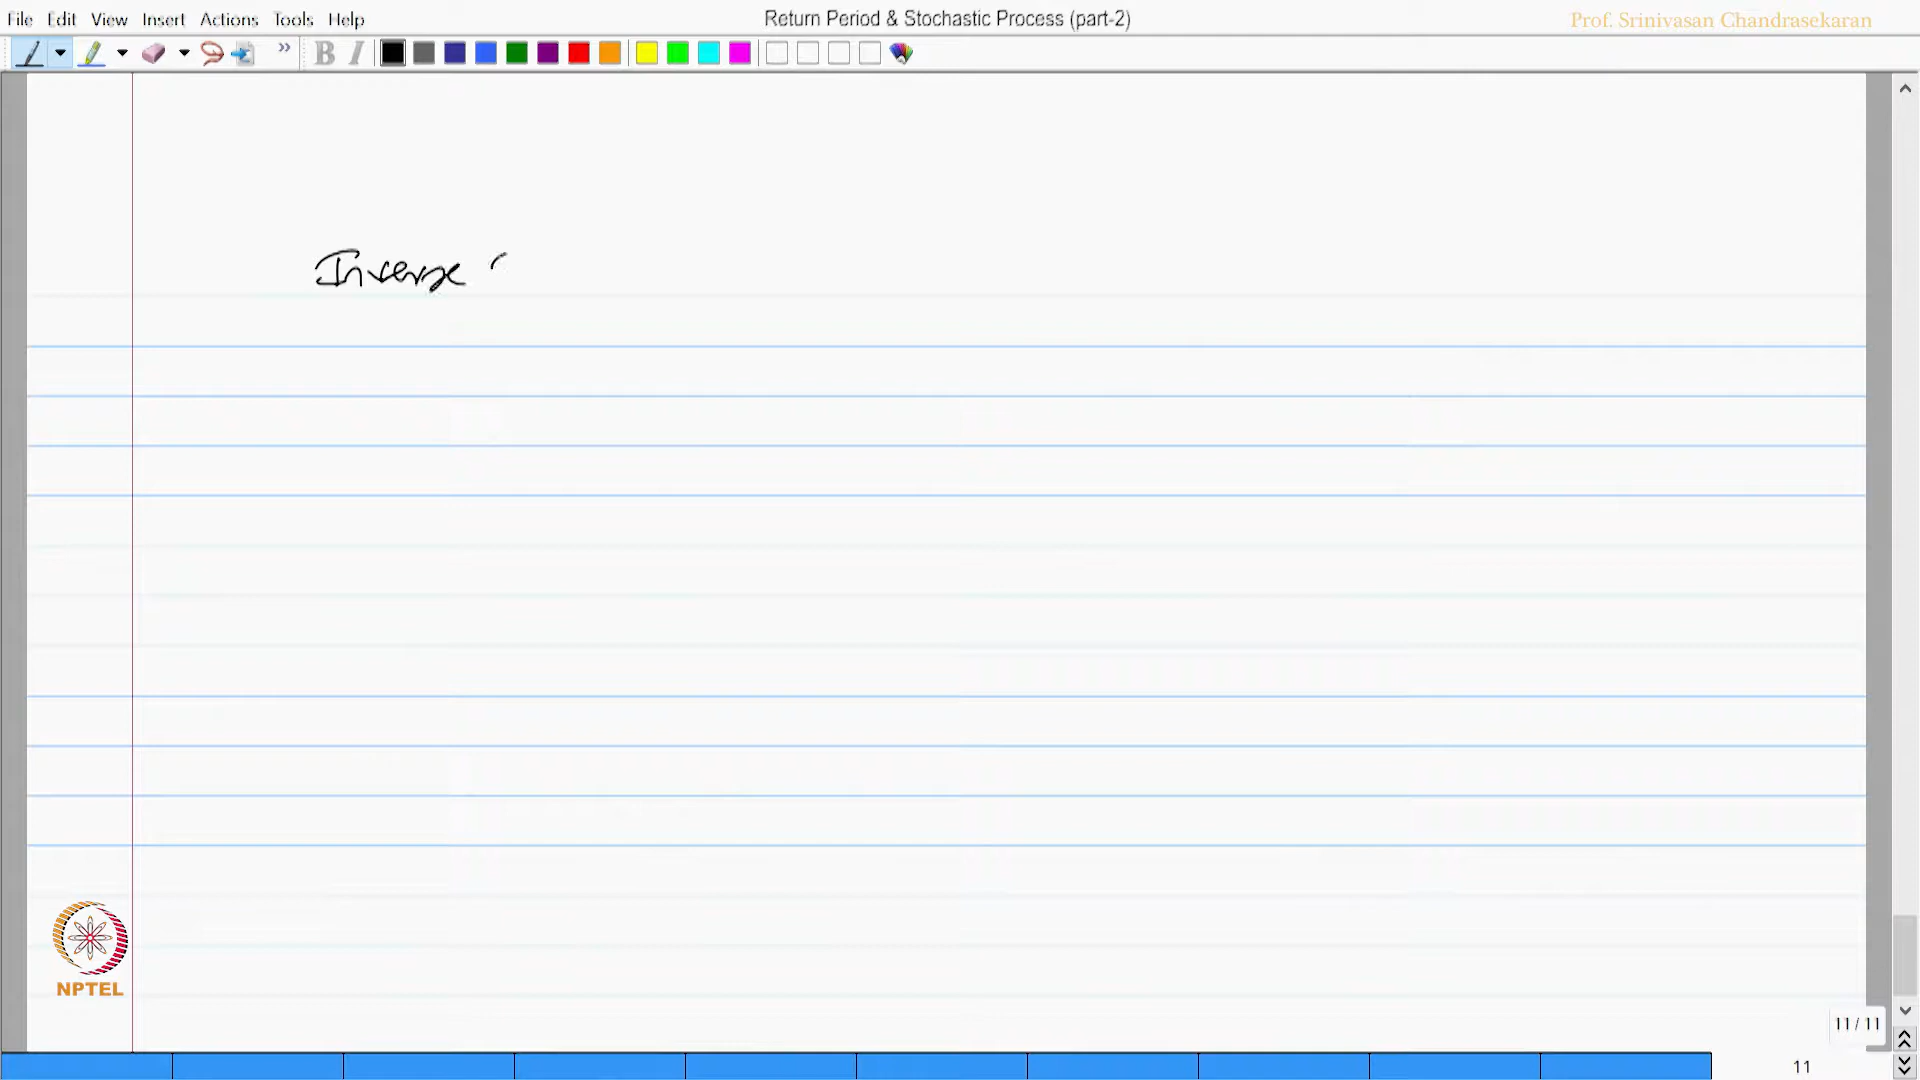 File Edit View Insert Actions Tools Help
Return Period & Stochastic Process (part-2)
Prof. Srinivasan Chandrasekaran
B I
Inverse
NPTEL
11 / 11
11